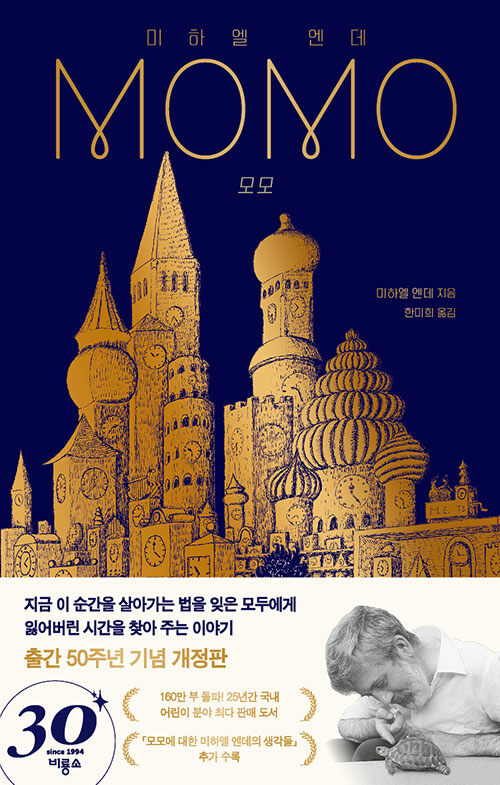 미하엘 엔데
MOMO
모모
미하엘 엔데 지음
한미희 옮김
지금 이 순간을 살아가는 법을 잊은 모두에게
잃어버린 시간을 찾아 주는 이야기
출간 50주년 기념 개정판
160만 부 돌파! 25년간 국내
어린이 분야 최다 판매 도서
「모모에 대한 미하엘 엔데의 생각들」
추가 수록
30
since 1994
비룡소